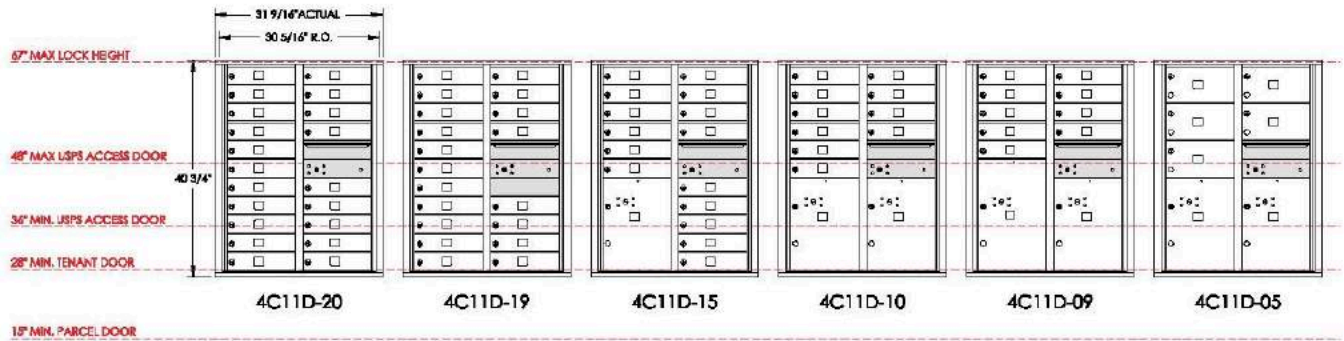 31 9/16" ACTUAL
30 5/16" R.O.
67" MAX LOCK HEIGHT
48" MAX USPS ACCESS DOOR
40 3/4"
36" MIN. USPS ACCESS DOOR
28" MIN. TENANT DOOR
4C11D-20 4C11D-19 4C11D-15 4C11D-10 4C11D-09 4C11D-05
15" MIN. PARCEL DOOR